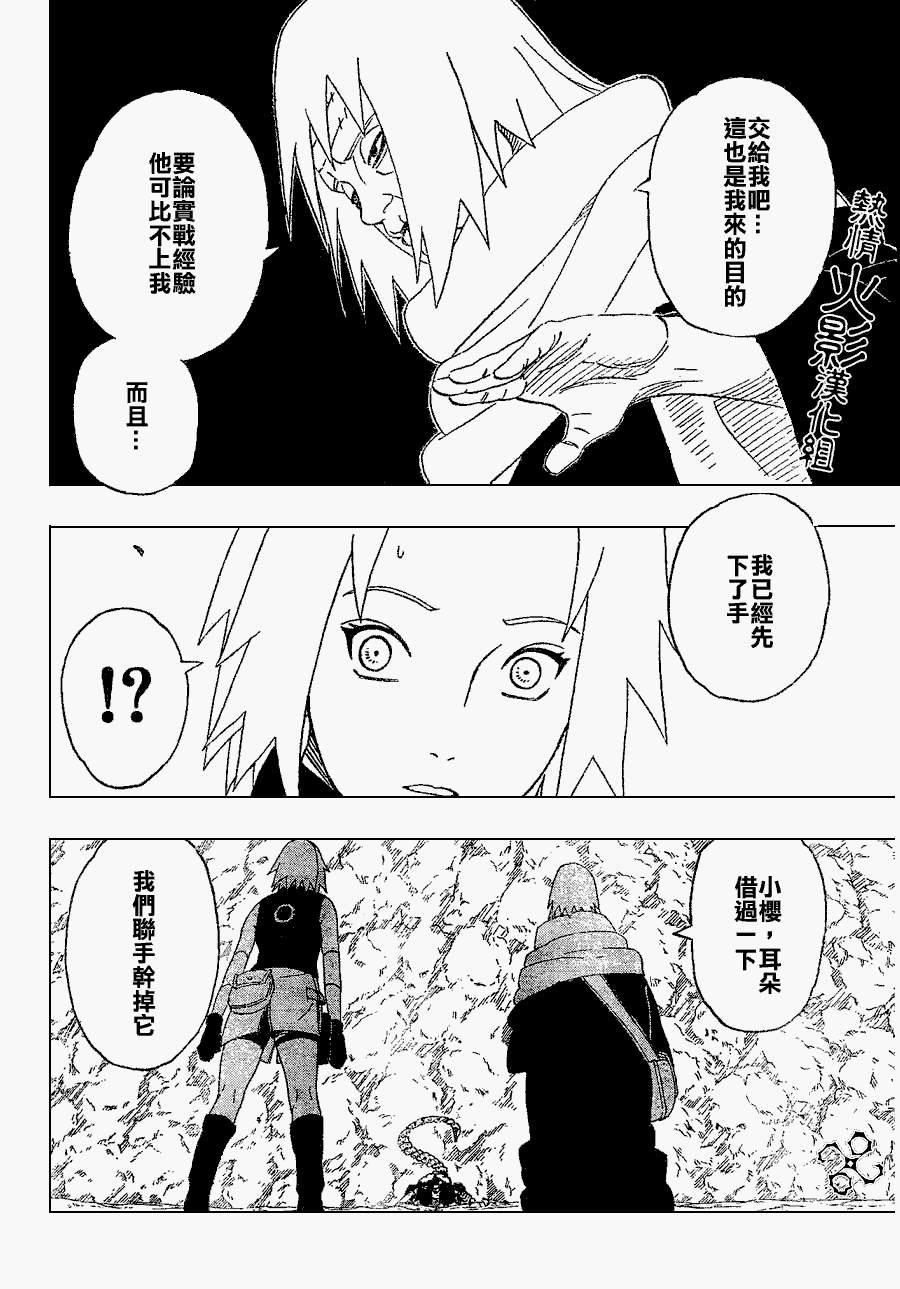 交給我吧…
這也是我來的目的
熱情火影漢化組
要論實戰經驗
他可比不上我
而且…
我已經先
下了手
!?
小櫻，耳朵
借過一下
我們聯手幹掉它